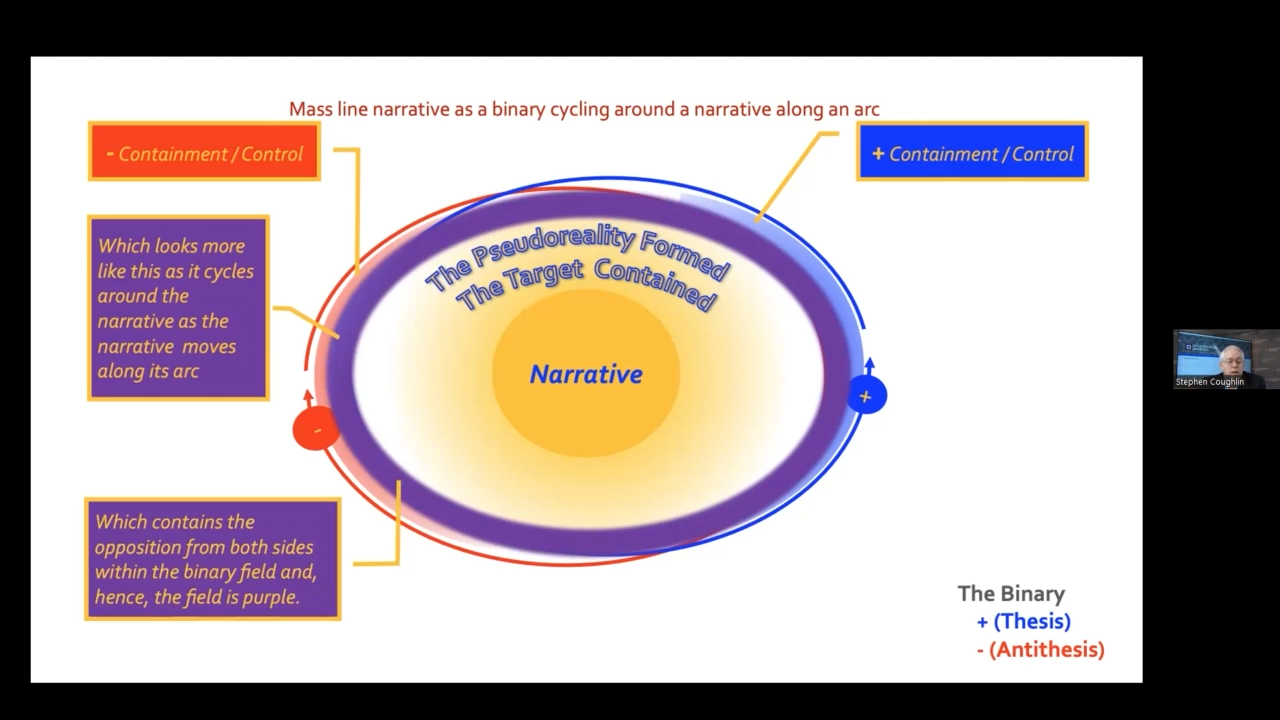 Mass line narrative as a binary cycling around a narrative along an arc
- Containment / Control
+ Containment / Control
Which looks more
like this as it cycles
around the
narrative as the
narrative moves
along its arc
The Pseudoreality Formed
The Target Contained
Narrative
-
+
Which contains the
opposition from both sides
within the binary field and,
hence, the field is purple.
The Binary
+ (Thesis)
- (Antithesis)
Stephen Coughlin